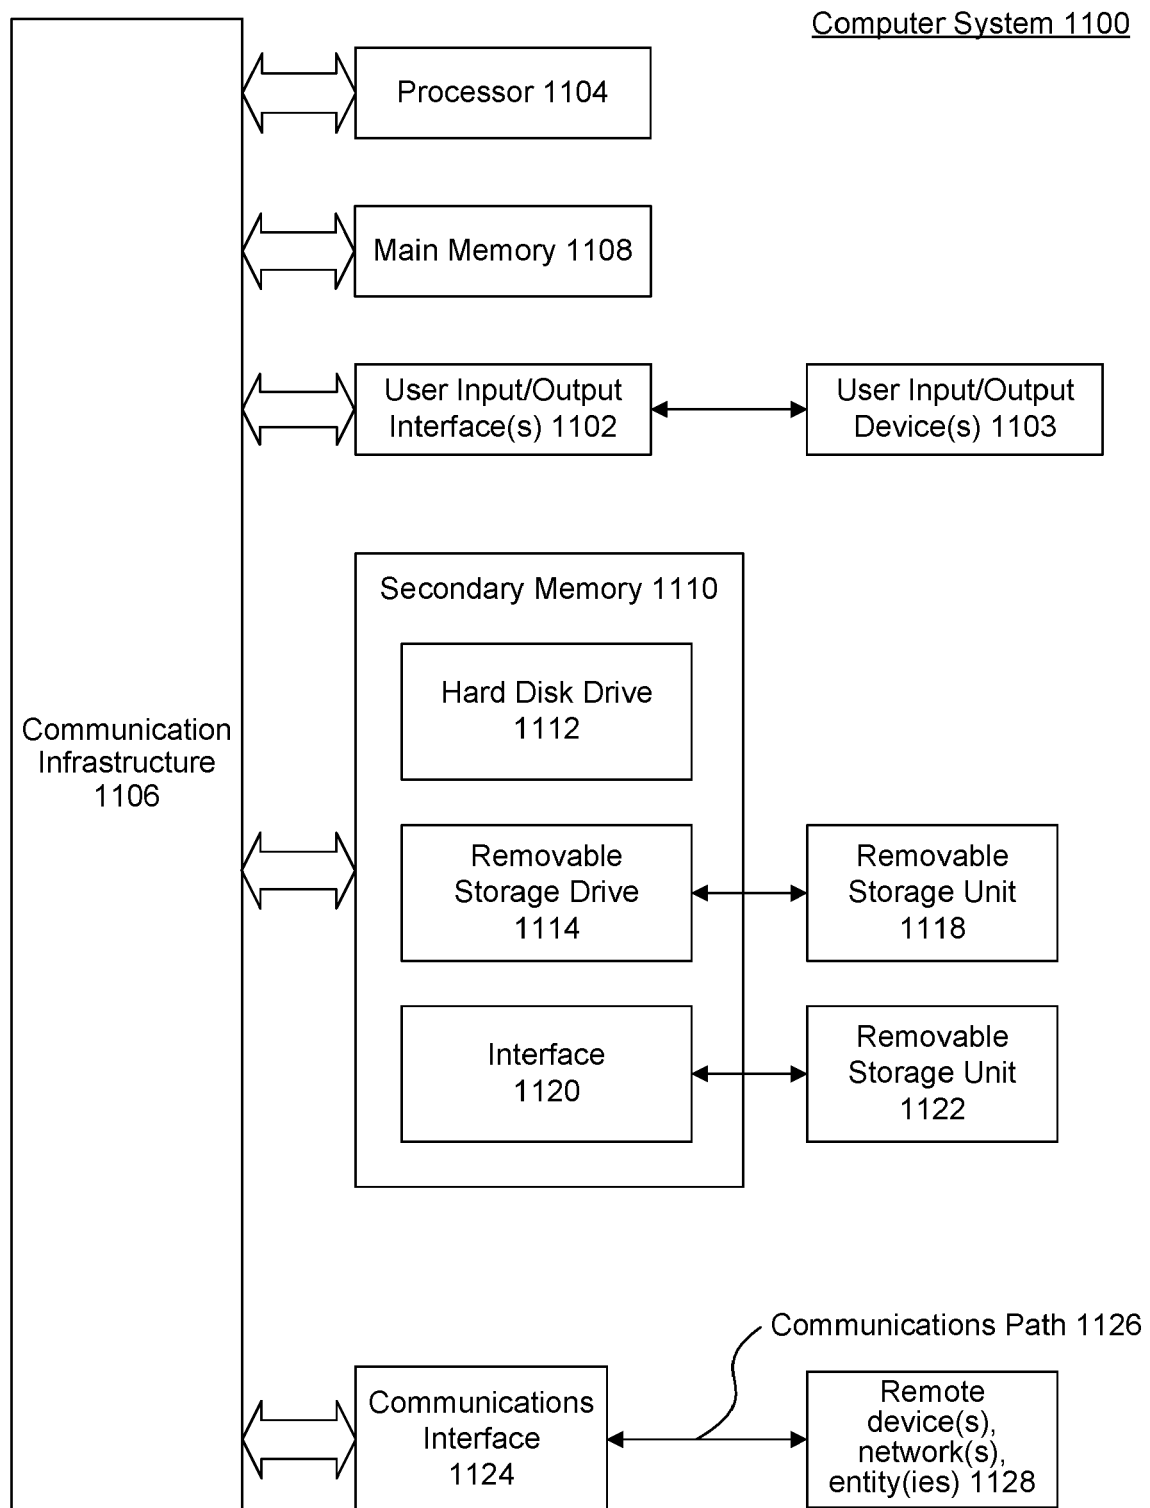 Computer System 1100
Processor 1104
Main Memory 1108
User Input/Output
Interface(s) 1102
User Input/Output
Device(s) 1103
Secondary Memory 1110
Hard Disk Drive
1112
Communication
Infrastructure
1106
Removable
Storage Drive
1114
Removable
Storage Unit
1118
Interface
1120
Removable
Storage Unit
1122
Communications Path 1126
Communications
Interface
1124
Remote
device(s),
network(s),
entity(ies) 1128